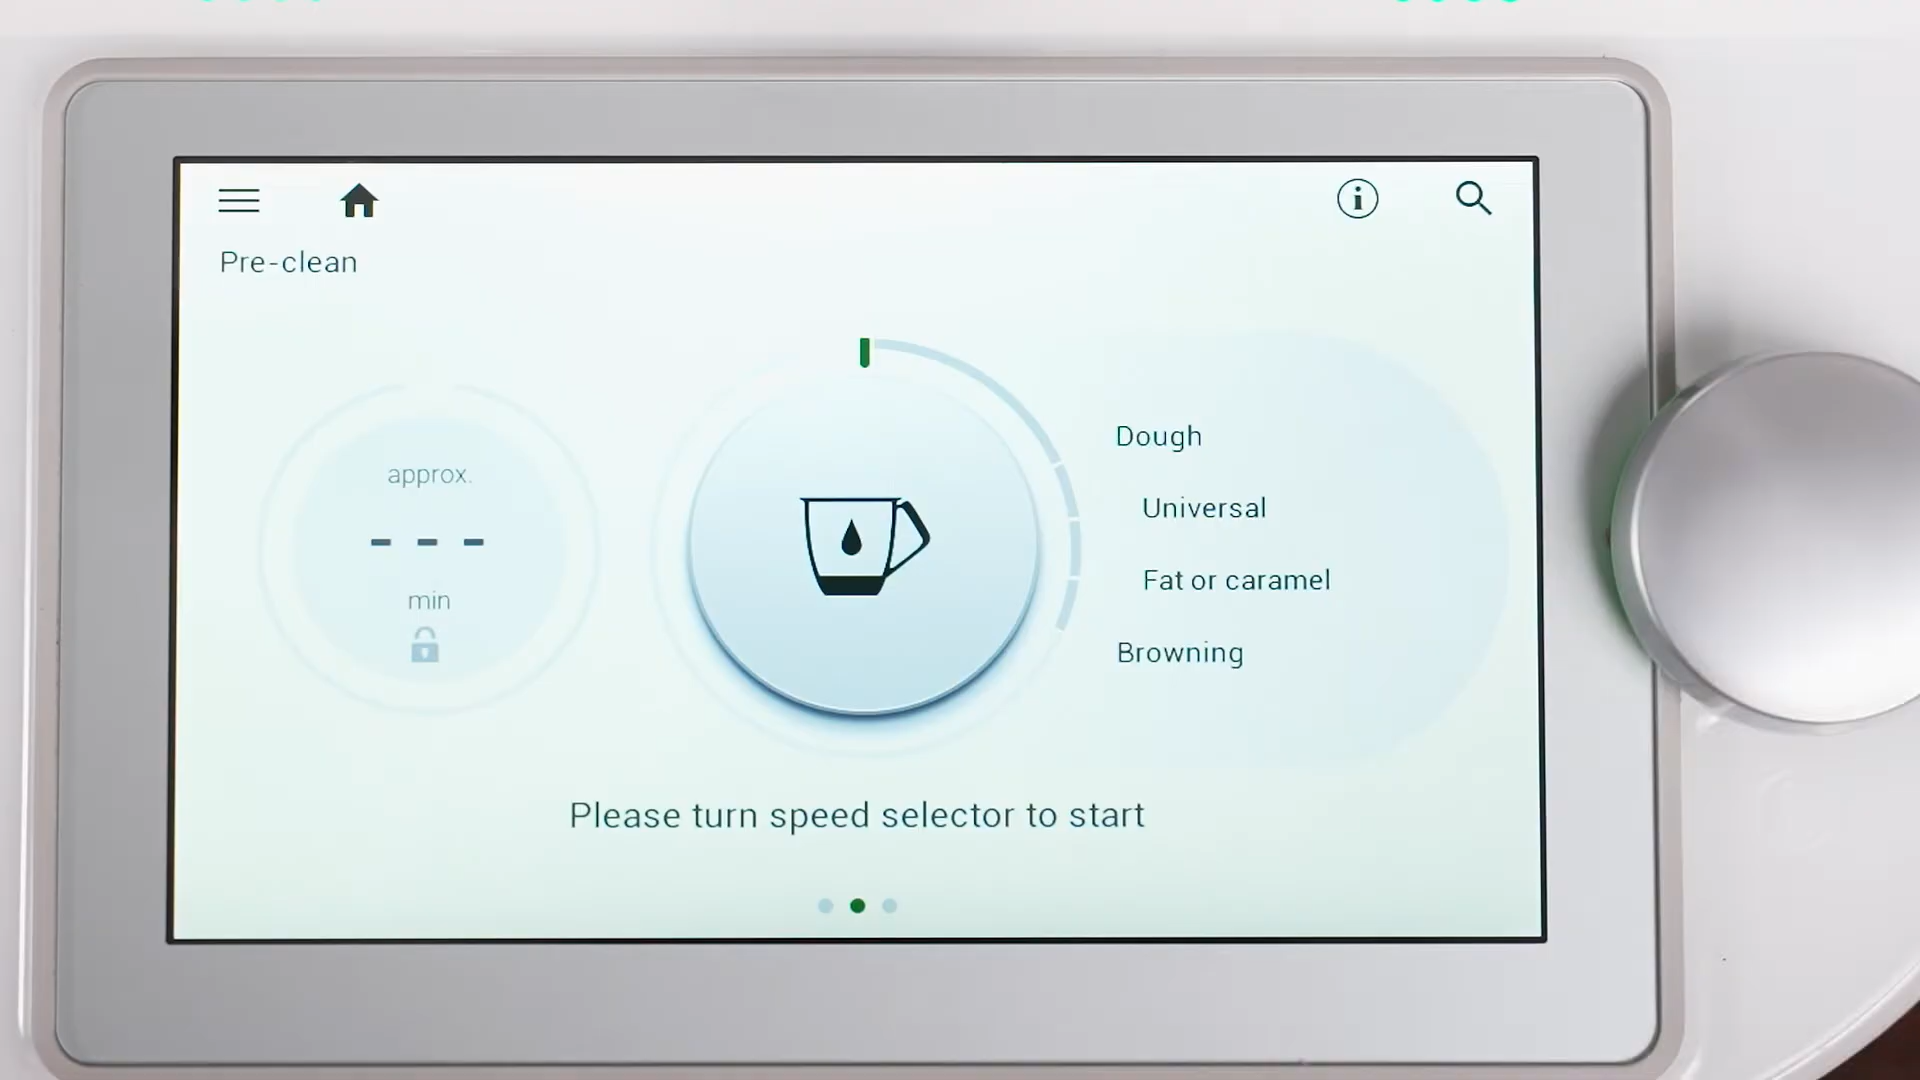 Pre-clean
approx.
- - -
min
Dough
Universal
Fat or caramel
Browning
Please turn speed selector to start